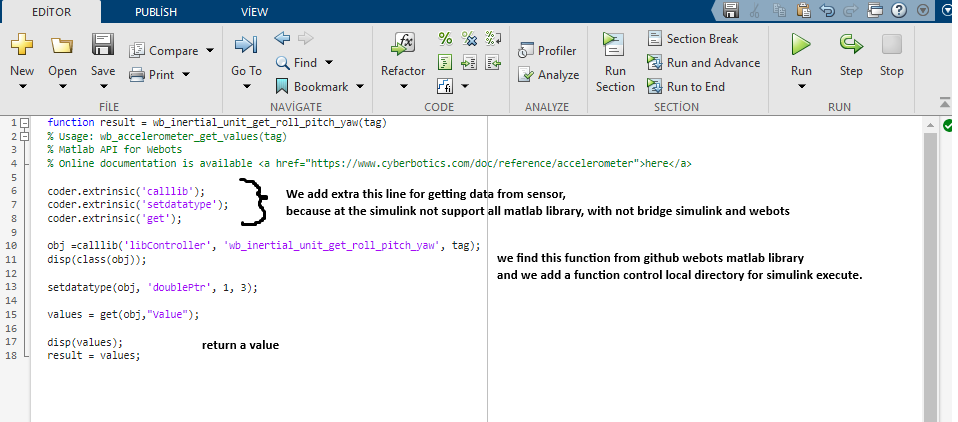 EDİTOR PUBLİSH VİEW
New Open Save Compare Print
Go To Find Bookmark
Refactor
Profiler Analyze
Run Section Section Break Run and Advance Run to End
Run Step Stop
FİLE NAVİGATE CODE ANALYZE SECTİON RUN
1 function result = wb_inertial_unit_get_roll_pitch_yaw(tag)
2 % Usage: wb_accelerometer_get_values(tag)
3 % Matlab API for Webots
4 % Online documentation is available <a href="https://www.cyberbotics.com/doc/reference/accelerometer">here</a>
5
6 coder.extrinsic('calllib');
7 coder.extrinsic('setdatatype');
8 coder.extrinsic('get');
We add extra this line for getting data from sensor,
because at the simulink not support all matlab library, with not bridge simulink and webots
9
10 obj =calllib('libController', 'wb_inertial_unit_get_roll_pitch_yaw', tag);
11 disp(class(obj));
we find this function from github webots matlab library
and we add a function control local directory for simulink execute.
12
13 setdatatype(obj, 'doublePtr', 1, 3);
14
15 values = get(obj,"Value");
16
17 disp(values);
return a value
18 result = values;